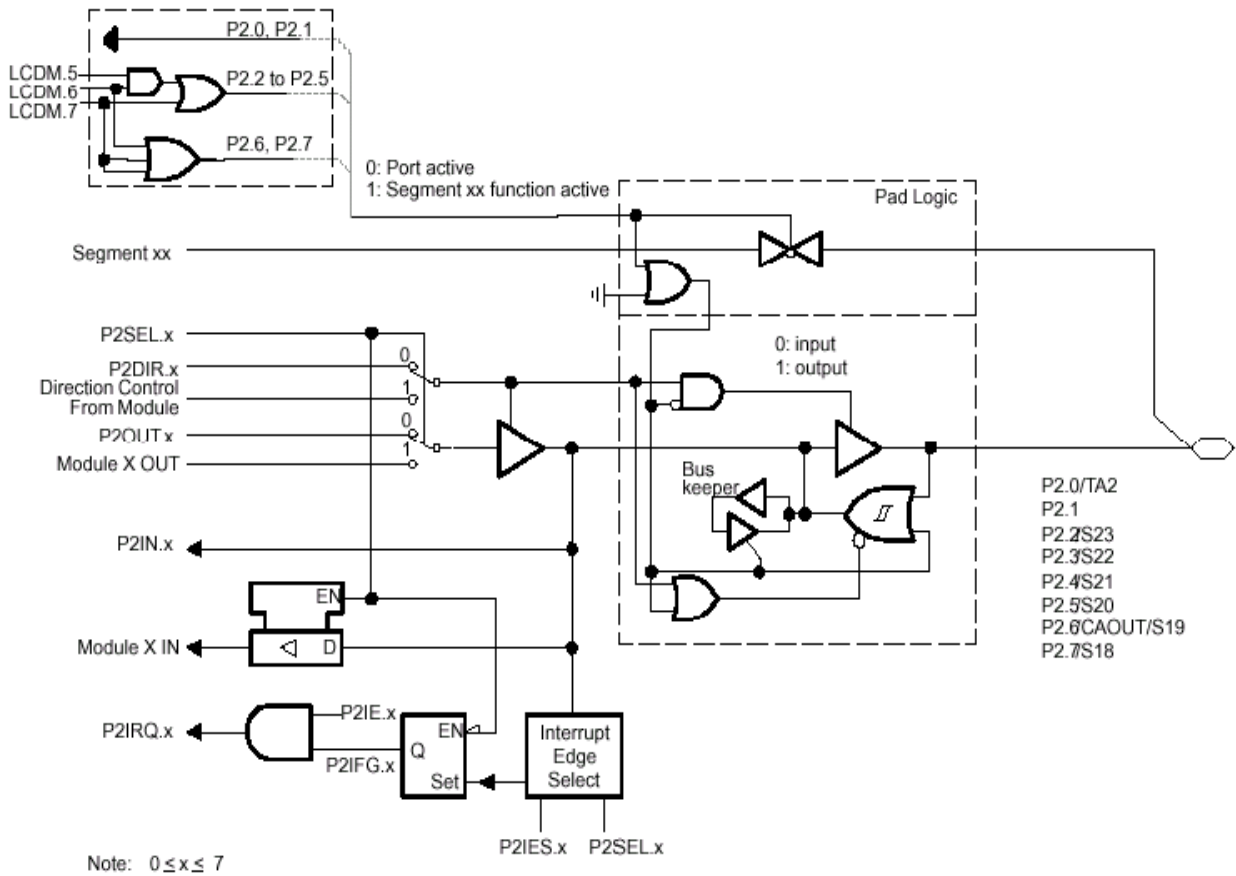 P2.0, P2.1
LCDM.5
LCDM.6
LCDM.7
P2.2 to P2.5
P2.6, P2.7
0: Port active
1: Segment xx function active
Pad Logic
Segment xx
P2SEL.x
0
P2DIR.x
Direction Control
From Module
1
0
P2OUT.x
1
Module X OUT
0: input
1: output
Bus
keeper
P2IN.x
EN
Module X IN
D
P2IRQ.x
P2IE.x
P2IFG.x
EN
Q
Set
Interrupt
Edge
Select
P2IES.x
P2SEL.x
P2.0/TA2
P2.1
P2.2/S23
P2.3/S22
P2.4/S21
P2.5/S20
P2.6/CAOUT/S19
P2.7/S18
Note: 0 ≤ x ≤ 7